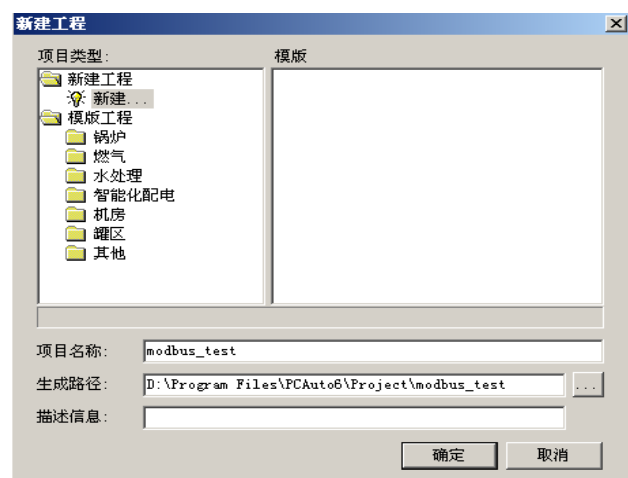 新建工程
项目类型:
模版
新建工程
新建...
模版工程
锅炉
燃气
水处理
智能化配电
机房
罐区
其他
项目名称: modbus_test
生成路径: D:\Program Files\PCAuto6\Project\modbus_test ...
描述信息:
确定 取消